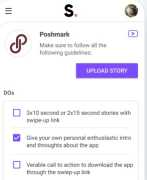 S.
Poshmark
Make sure to follow all the
following guidelines.
UPLOAD STORY
DOs
3x10 second or 2x15 second stories with
swipe-up link
Give your own personal enthusiastic intro
and throughts about the app
Verable call to action to download the app
through the swipe-up link